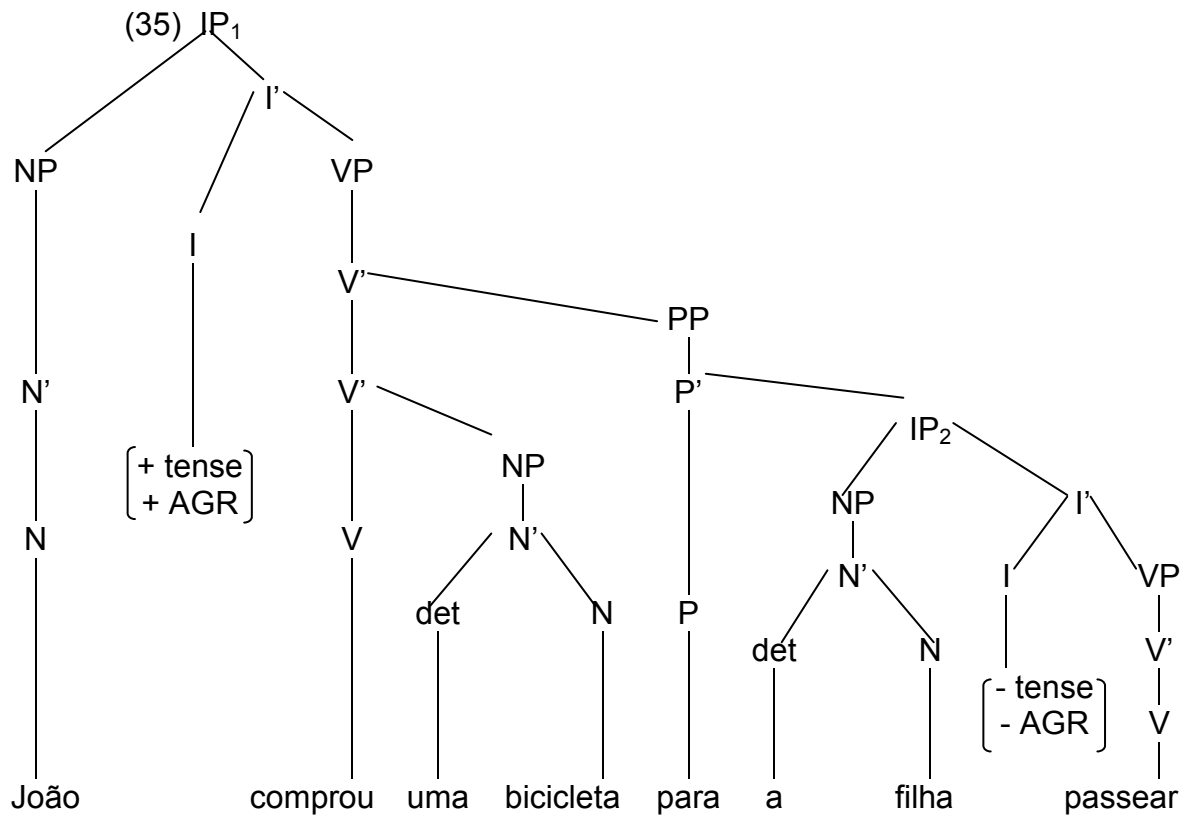 (35) IP1
I’
NP VP
I
V’
PP
N’ V’ P’
IP2
[+ tense
+ AGR]
NP
NP I’
N V N’
N’ I VP
det N P
det N V’
[- tense
- AGR]
V
João comprou uma bicicleta para a filha passear